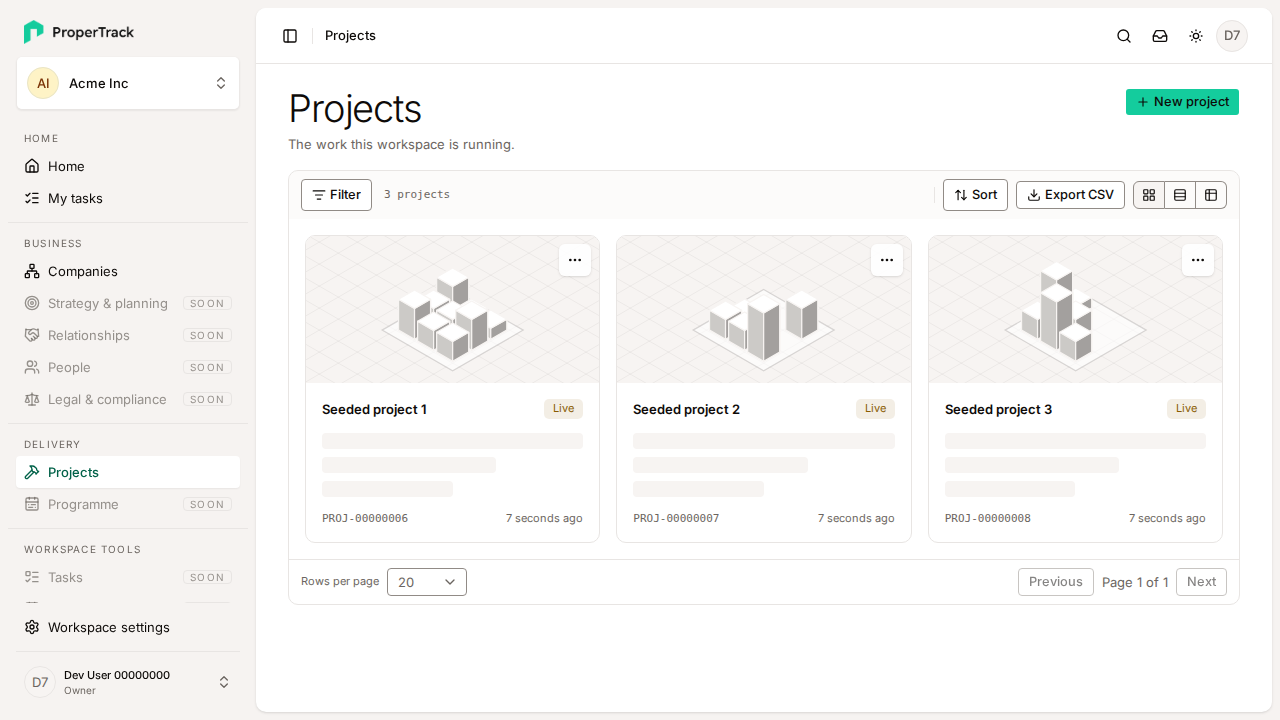 ProperTrack
Projects
D7
AI
Acme Inc
HOME
Home
My tasks
BUSINESS
Companies
Strategy & planning SOON
Relationships SOON
People SOON
Legal & compliance SOON
DELIVERY
Projects
Programme SOON
WORKSPACE TOOLS
Tasks SOON
Workspace settings
D7
Dev User 00000000
Owner
Projects
New project
The work this workspace is running.
Filter
3 projects
Sort
Export CSV
Seeded project 1 Live
PROJ-00000006 7 seconds ago
Seeded project 2 Live
PROJ-00000007 7 seconds ago
Seeded project 3 Live
PROJ-00000008 7 seconds ago
Rows per page 20
Previous
Page 1 of 1
Next